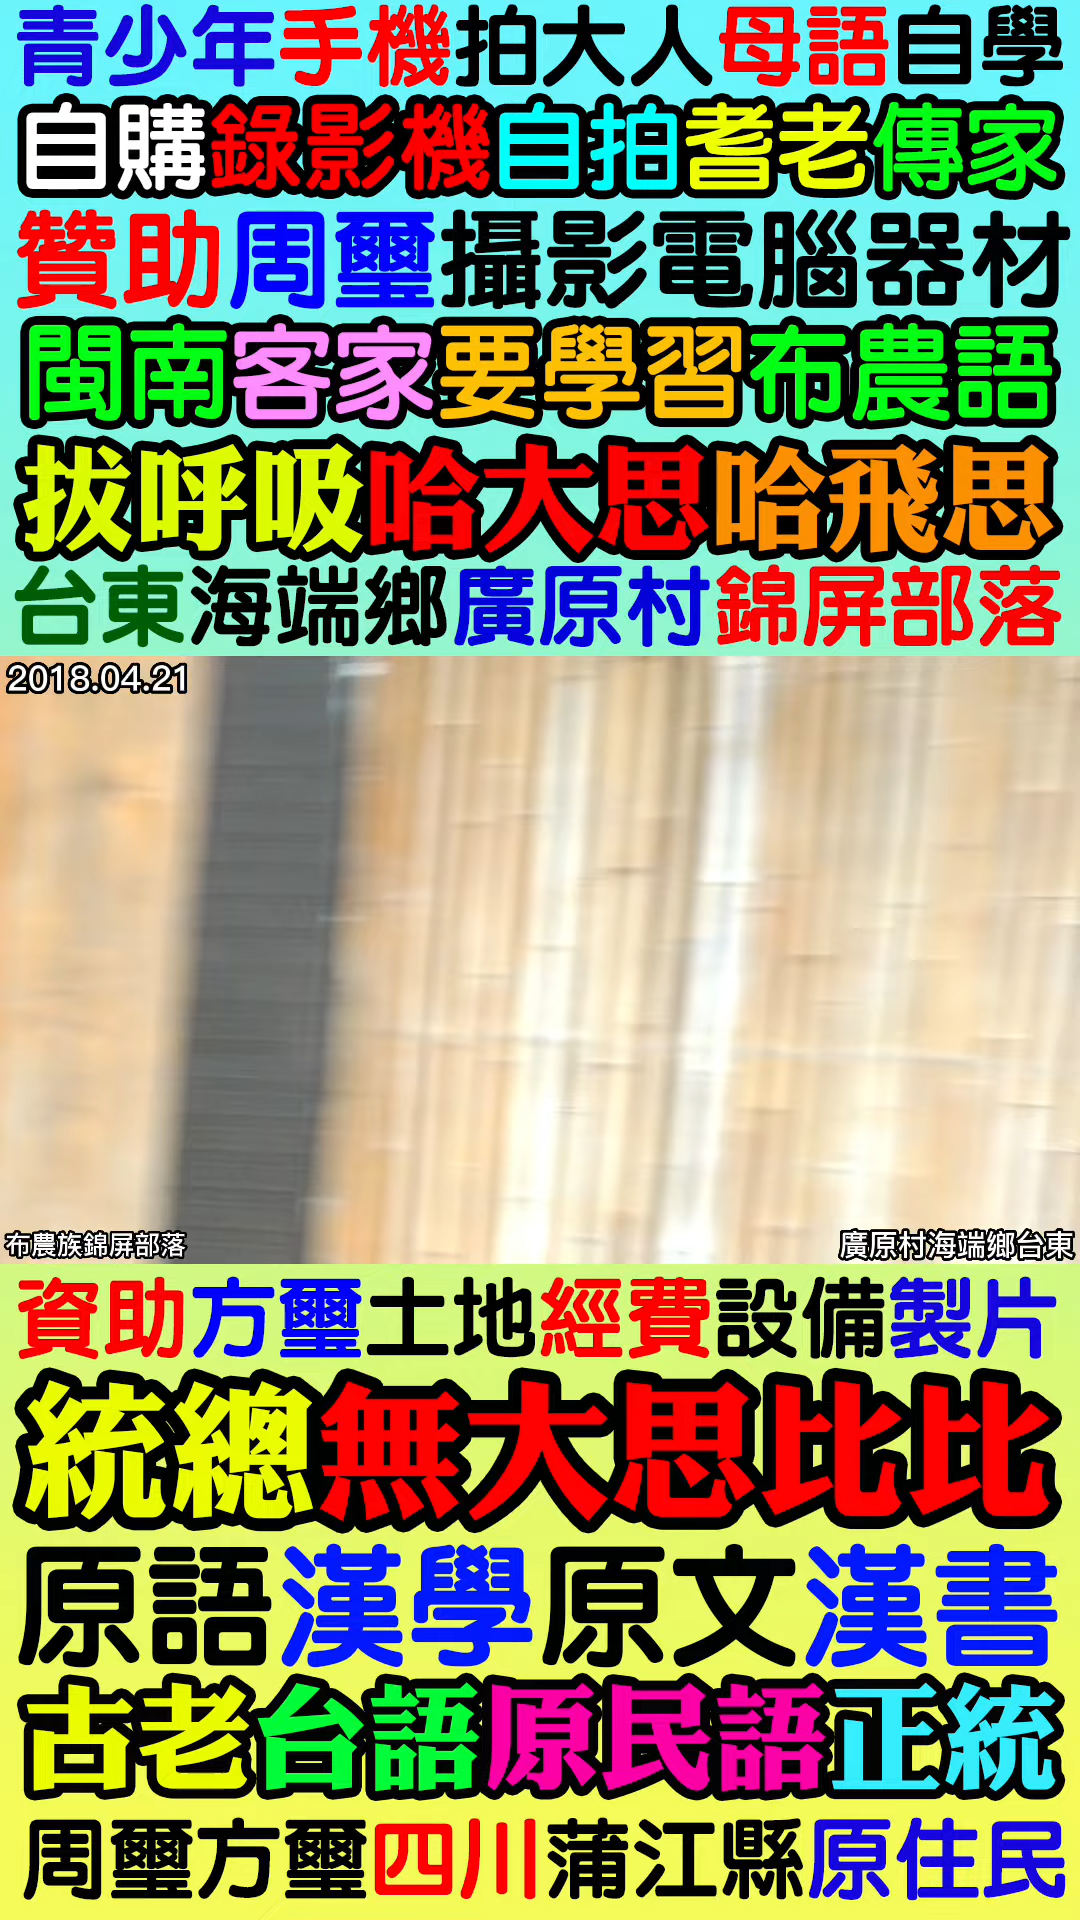 青少年手機拍大人母語自學
自購錄影機自拍耆老傳家
贊助周璽攝影電腦器材
閩南客家要學習布農語
拔呼吸哈大思哈飛思
台東海端鄉廣原村錦屏部落
2018.04.21
布農族錦屏部落
廣原村海端鄉台東
資助方璽土地經費設備製片
統總無大思比比
原語漢學原文漢書
古老台語原民語正統
周璽方璽四川蒲江縣原住民